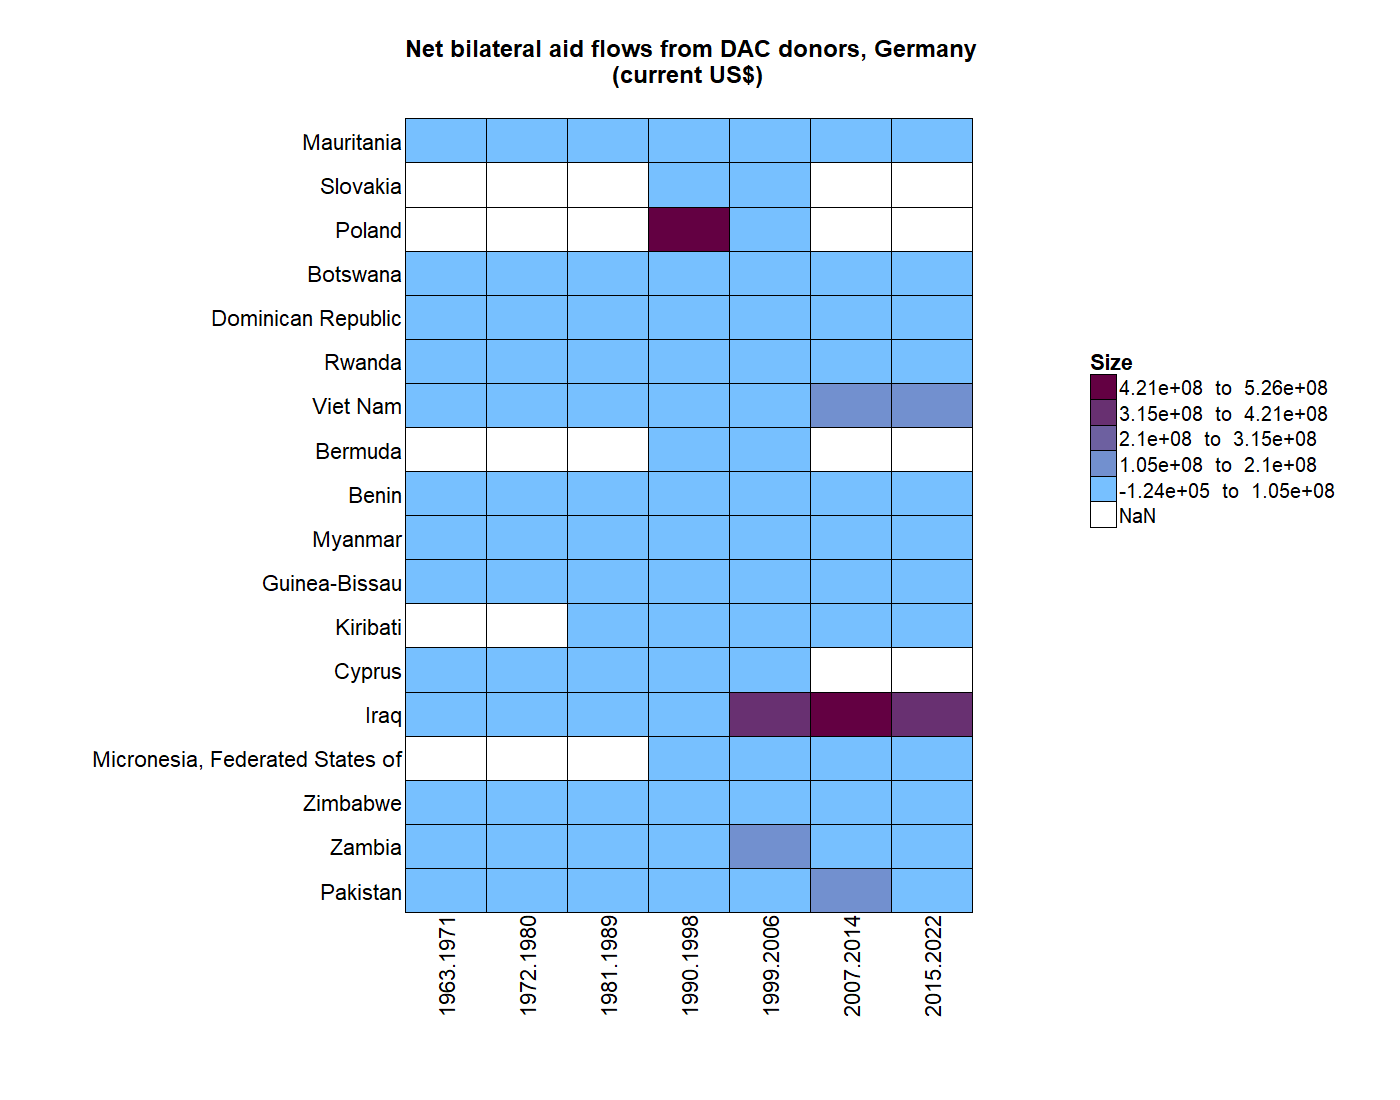 Net bilateral aid flows from DAC donors, Germany
(current US$)
Mauritania
Slovakia
Poland
Botswana
Dominican Republic
Rwanda
Viet Nam
Bermuda
Benin
Myanmar
Guinea-Bissau
Kiribati
Cyprus
Iraq
Micronesia, Federated States of
Zimbabwe
Zambia
Pakistan
1963.1971
1972.1980
1981.1989
1990.1998
1999.2006
2007.2014
2015.2022
Size
4.21e+08 to 5.26e+08
3.15e+08 to 4.21e+08
2.1e+08 to 3.15e+08
1.05e+08 to 2.1e+08
-1.24e+05 to 1.05e+08
NaN